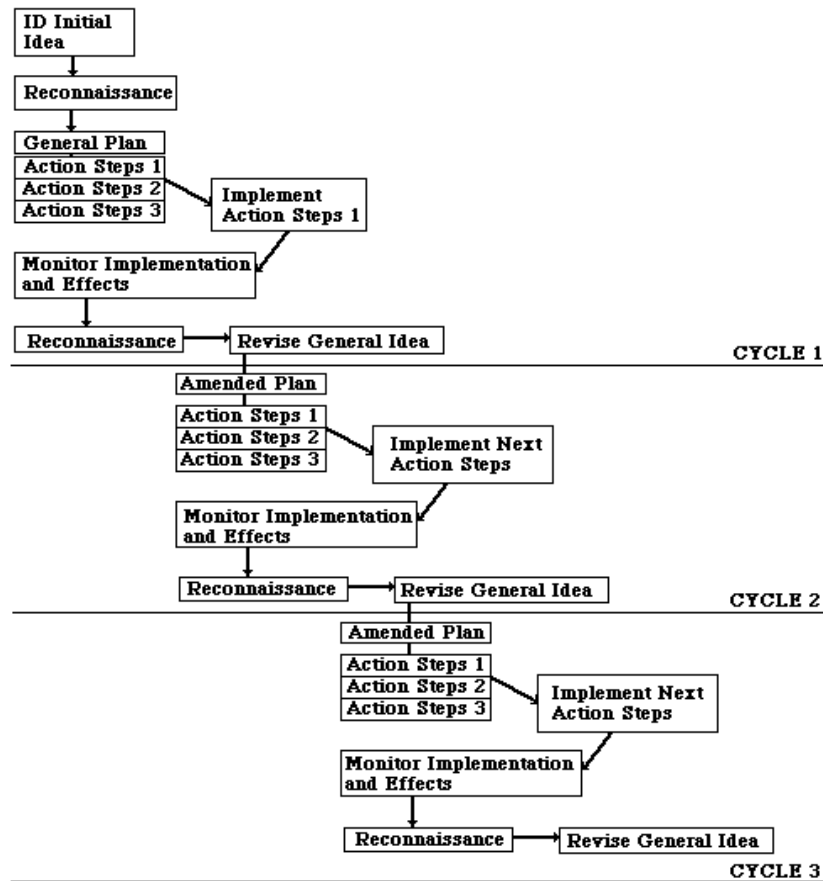 ID Initial
Idea
Reconnaissance
General Plan
Action Steps 1
Action Steps 2
Action Steps 3
Implement
Action Steps 1
Monitor Implementation
and Effects
Reconnaissance
Revise General Idea
CYCLE 1
Amended Plan
Action Steps 1
Action Steps 2
Action Steps 3
Implement Next
Action Steps
Monitor Implementation
and Effects
Reconnaissance
Revise General Idea
CYCLE 2
Amended Plan
Action Steps 1
Action Steps 2
Action Steps 3
Implement Next
Action Steps
Monitor Implementation
and Effects
Reconnaissance
Revise General Idea
CYCLE 3